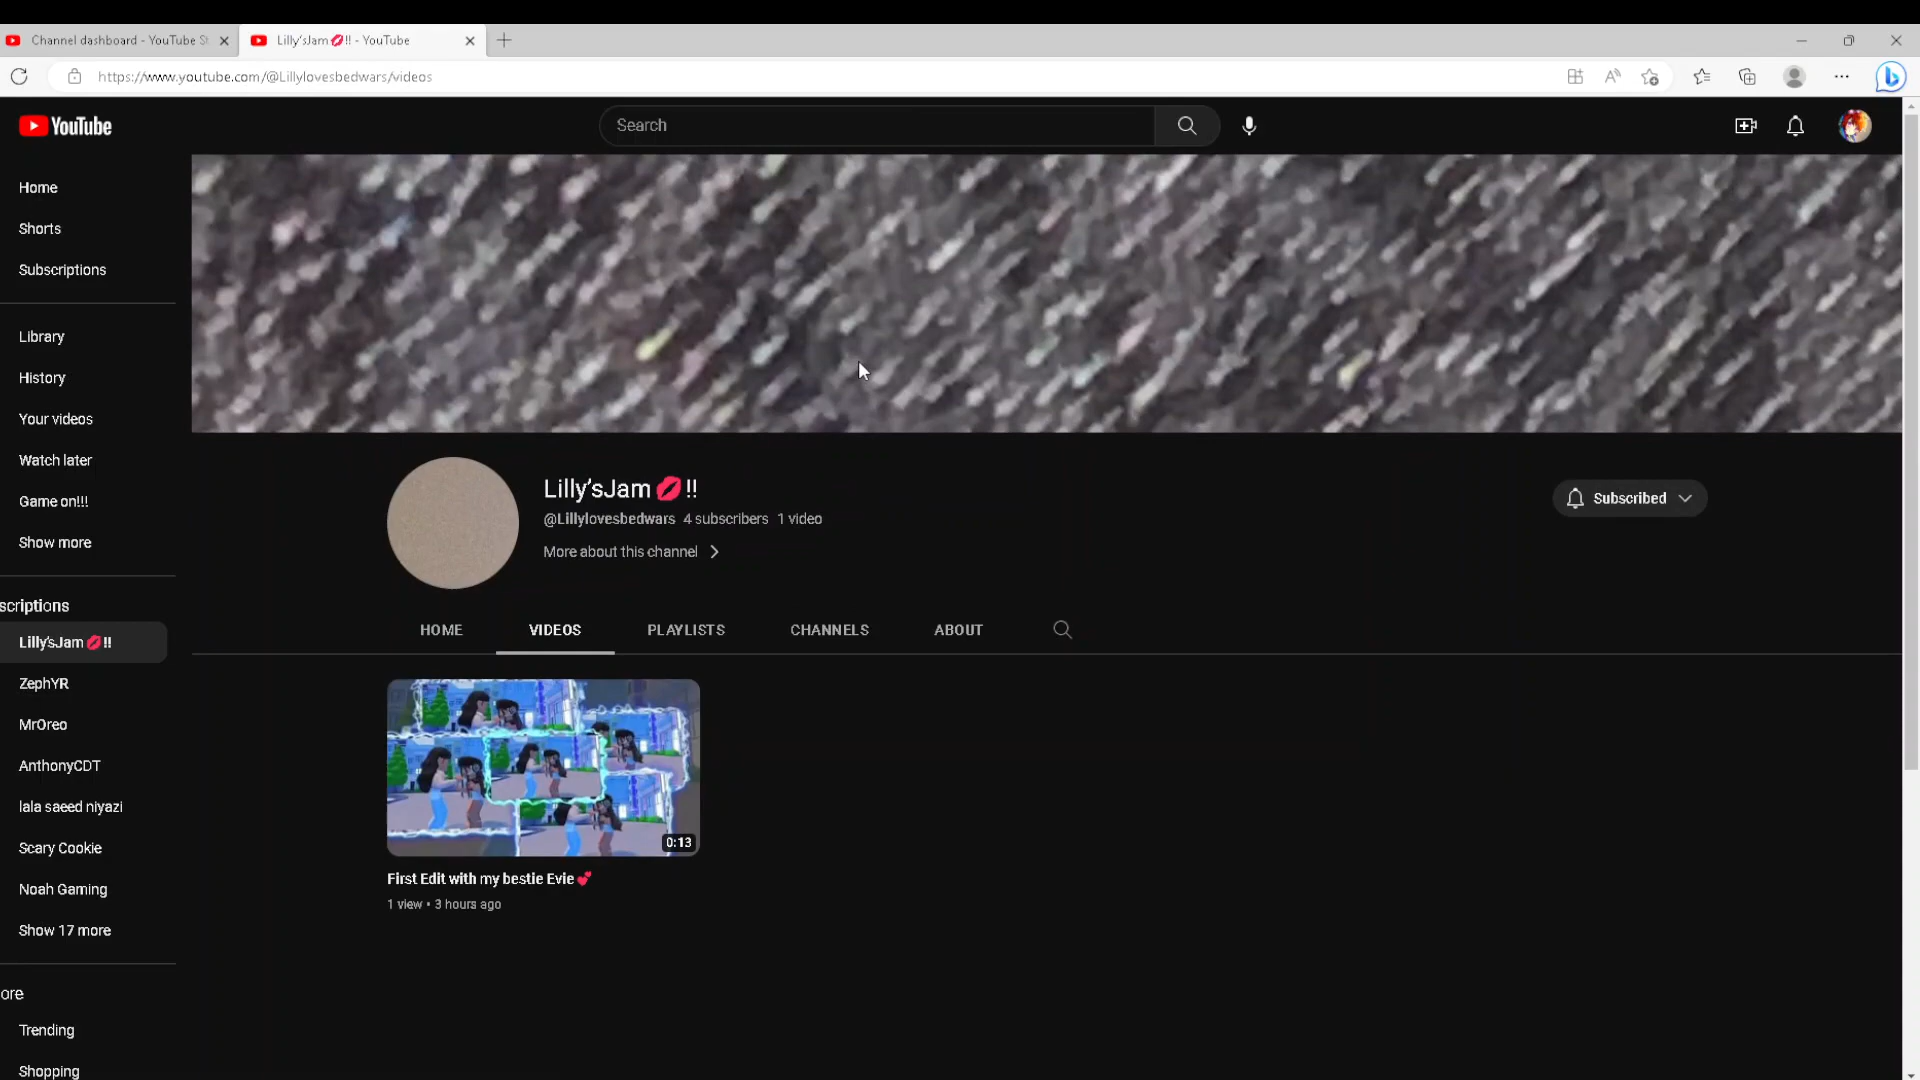 Channel dashboard - YouTube S
Lilly'sJam💋!! - YouTube
https://www.youtube.com/@Lillylovesbedwars/videos
YouTube
Search
Home
Shorts
Subscriptions
Library
History
Your videos
Watch later
Game on!!!
Show more
scriptions
Lilly'sJam💋!!
ZephYR
MrOreo
AnthonyCDT
lala saeed niyazi
Scary Cookie
Noah Gaming
Show 17 more
ore
Trending
Shopping
Lilly'sJam💋!!
@Lillylovesbedwars 4 subscribers 1 video
More about this channel
Subscribed
HOME VIDEOS PLAYLISTS CHANNELS ABOUT
0:13
First Edit with my bestie Evie💕
1 view • 3 hours ago